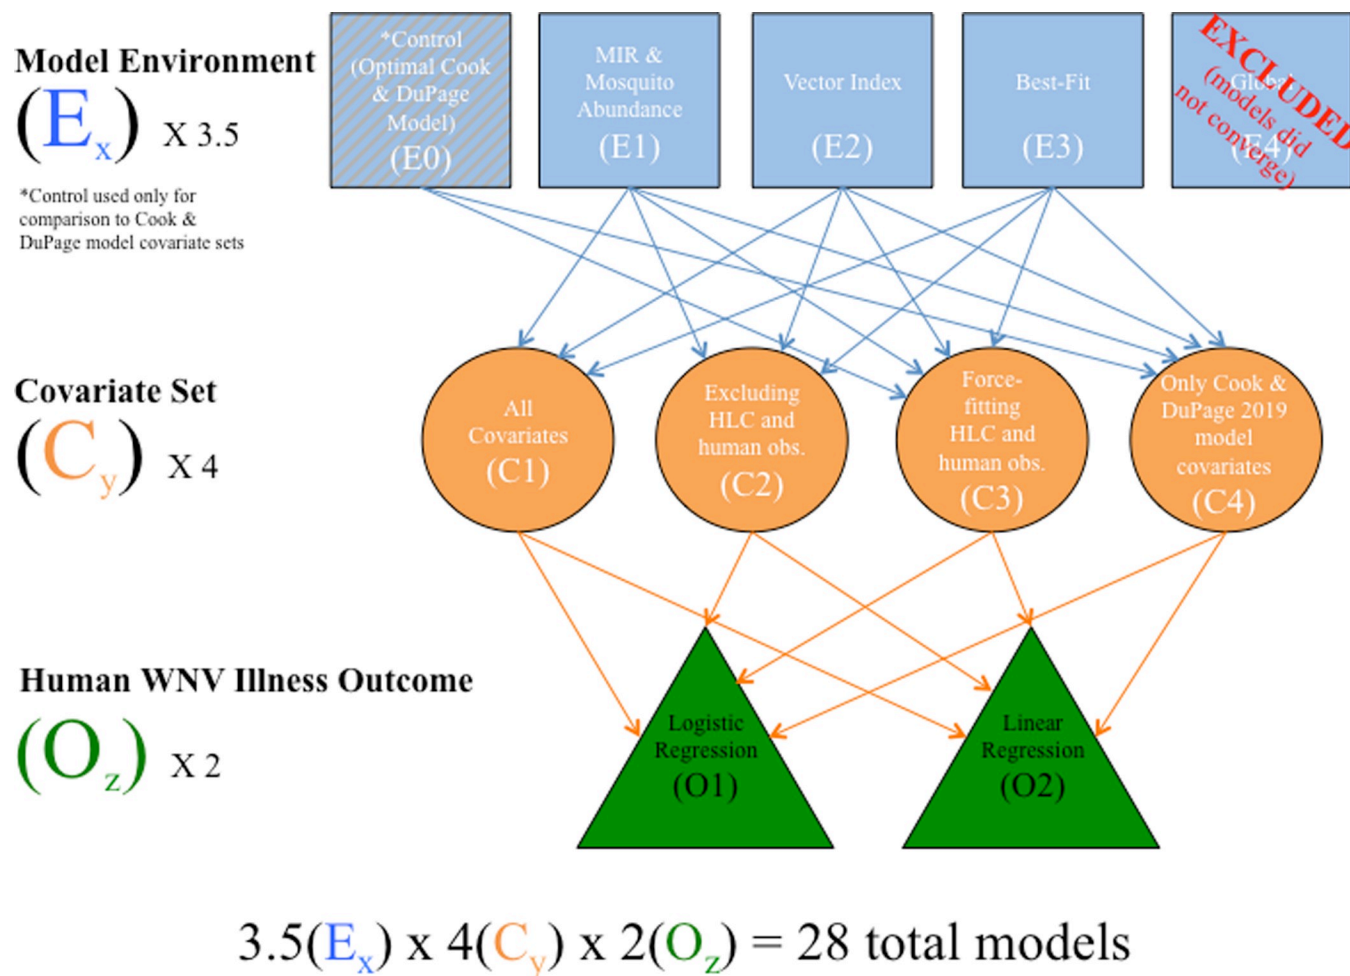 Model Environment
(Ex) X 3.5
*Control used only for
comparison to Cook &
DuPage model covariate sets
*Control
(Optimal Cook
& DuPage
Model)
(E0)
MIR &
Mosquito
Abundance
(E1)
Vector Index
(E2)
Best-Fit
(E3)
Global
(E4)
EXCLUDED
(models did
not converge)
Covariate Set
(Cy) X 4
All
Covariates
(C1)
Excluding
HLC and
human obs.
(C2)
Force-
fitting
HLC and
human obs.
(C3)
Only Cook &
DuPage 2019
model
covariates
(C4)
Human WNV Illness Outcome
(Oz) X 2
Logistic
Regression
(O1)
Linear
Regression
(O2)
3.5(Ex) x 4(Cy) x 2(Oz) = 28 total models